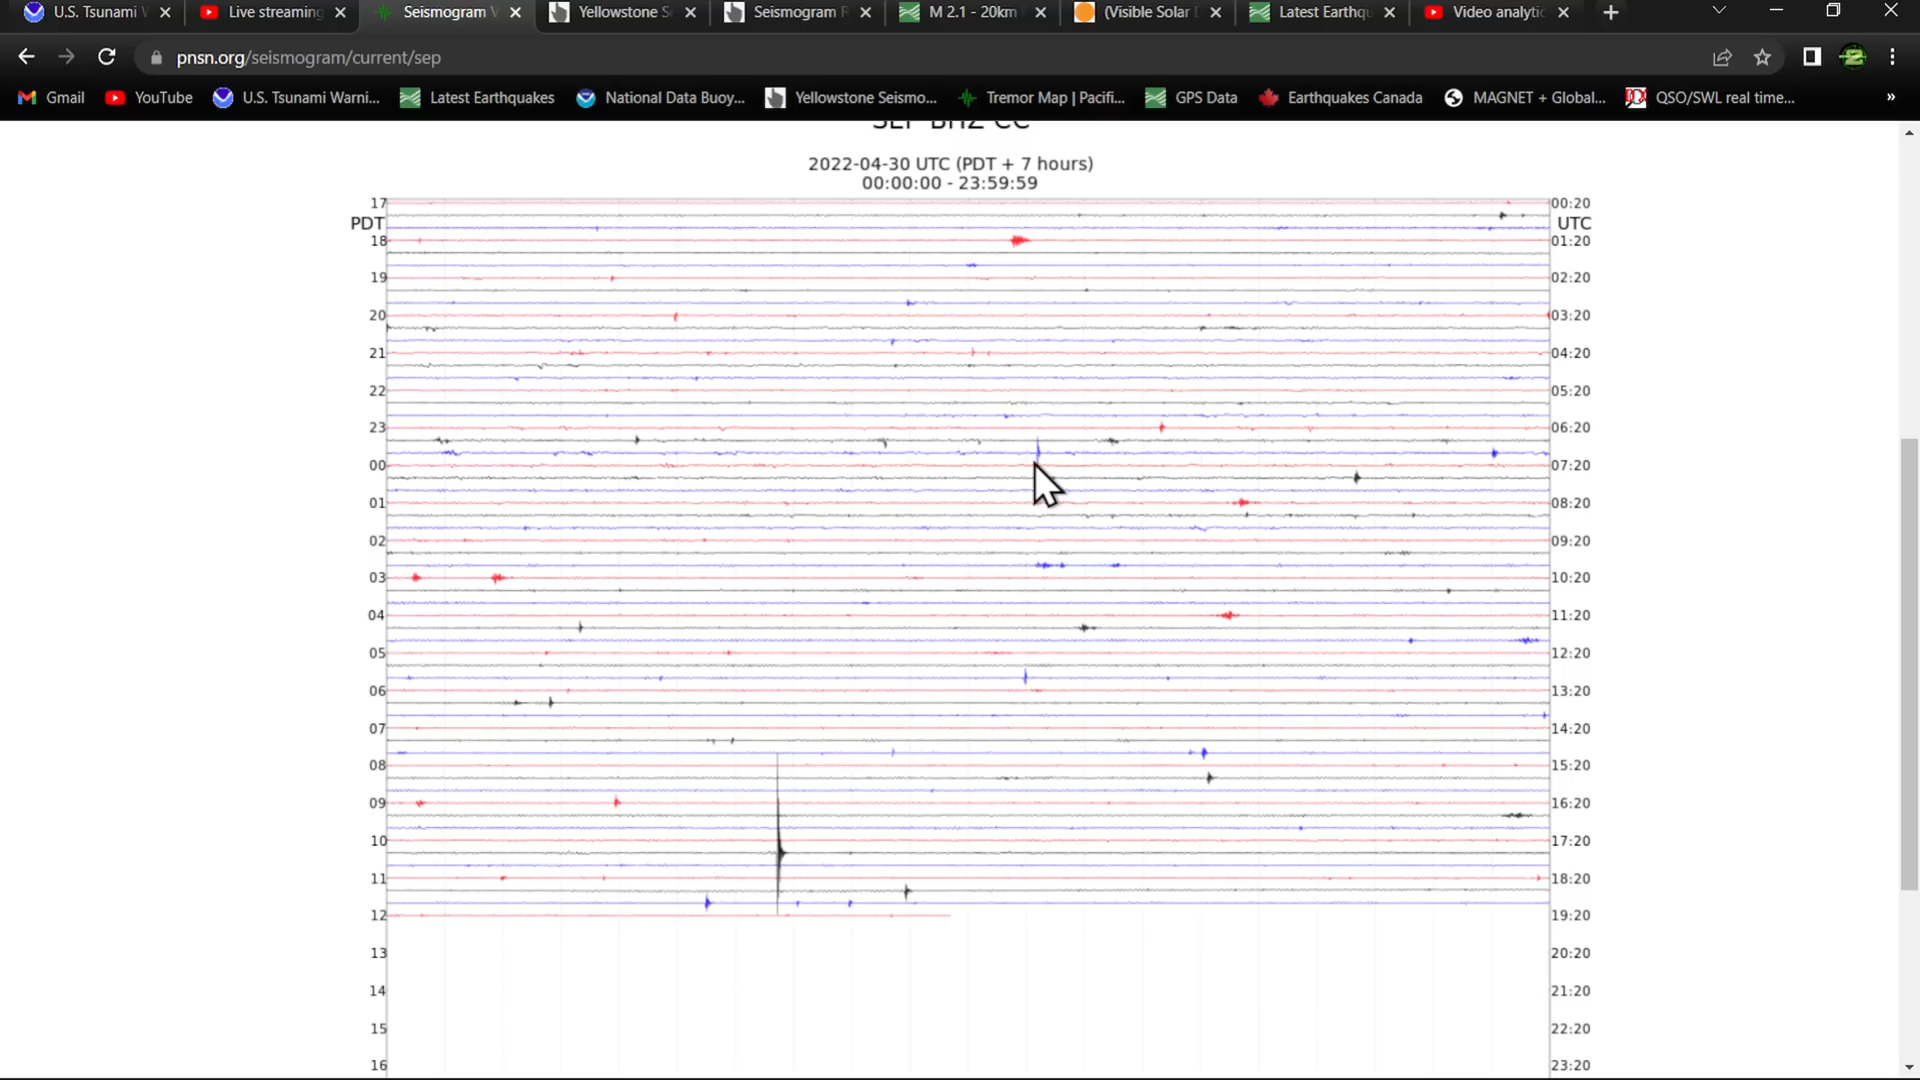 U.S. Tsunami W
Live streaming
Seismogram V
Yellowstone S
Seismogram R
M 2.1 - 20km
(Visible Solar
Latest Earthqu
Video analytic
pnsn.org/seismogram/current/sep
Gmail
YouTube
U.S. Tsunami Warni...
Latest Earthquakes
National Data Buoy...
Yellowstone Seismo...
Tremor Map | Pacifi...
GPS Data
Earthquakes Canada
MAGNET + Global...
QSO/SWL real time...
»
SEP BHZ CC
2022-04-30 UTC (PDT + 7 hours)
00:00:00 - 23:59:59
17 00:20
PDT UTC
18 01:20
19 02:20
20 03:20
21 04:20
22 05:20
23 06:20
00 07:20
01 08:20
02 09:20
03 10:20
04 11:20
05 12:20
06 13:20
07 14:20
08 15:20
09 16:20
10 17:20
11 18:20
12 19:20
13 20:20
14 21:20
15 22:20
16 23:20